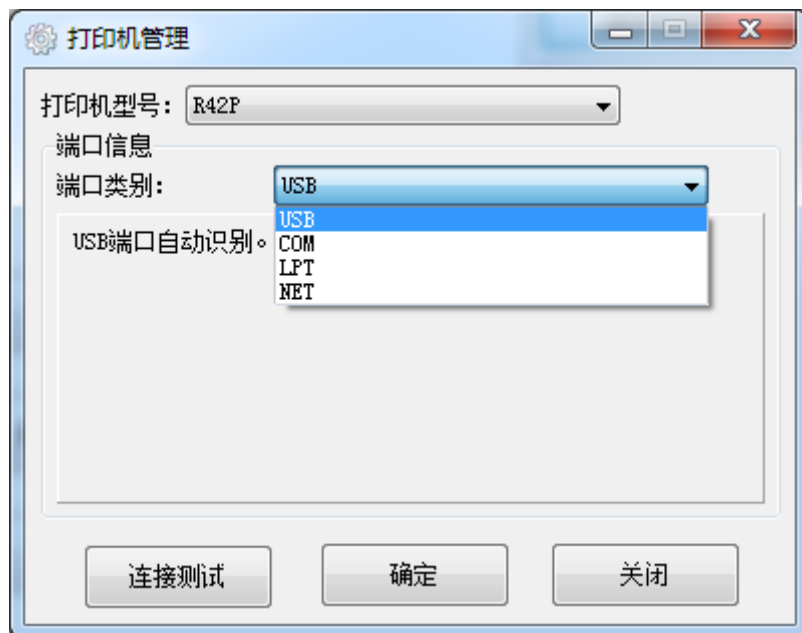 打印机管理
打印机型号: R42P
端口信息
端口类别: USB
USB
USB端口自动识别。
COM
LPT
NET
连接测试 确定 关闭